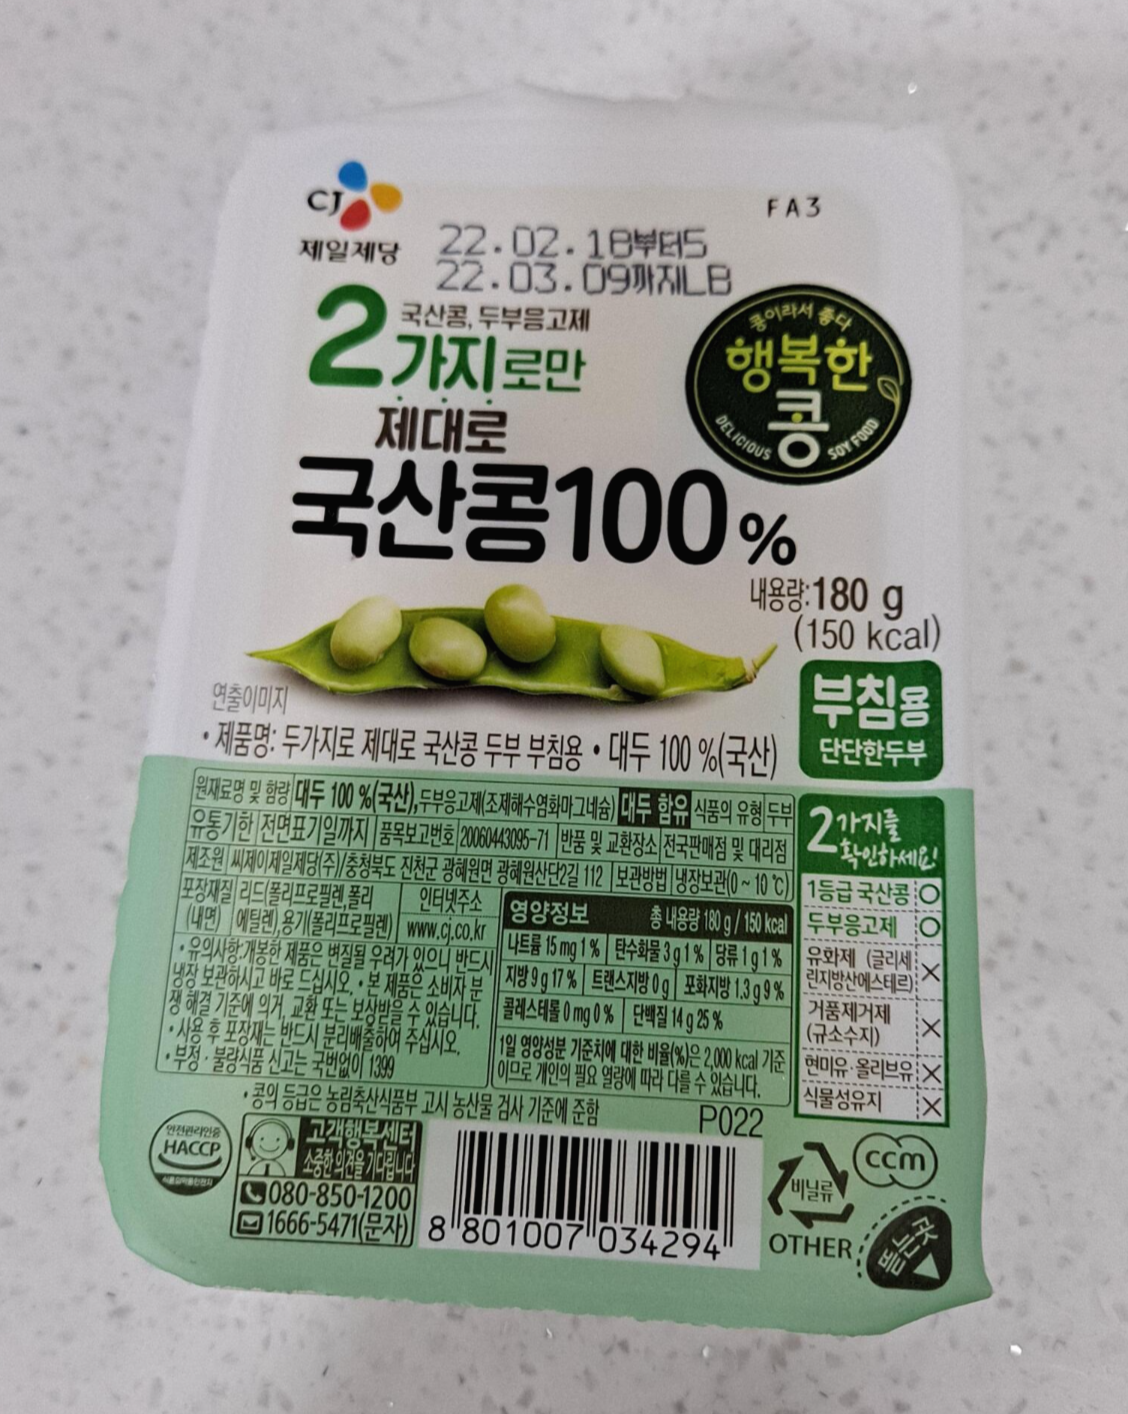 CJ
제일제당
FA3
22.02.18부터S
22.03.09까지LB
국산콩, 두부응고제
2가지로만
제대로
국산콩100%
콩이라서 좋다
행복한
콩
DELICIOUS SOY FOOD
내용량:180 g
(150 kcal)
부침용
단단한두부
연출이미지
• 제품명: 두가지로 제대로 국산콩 두부 부침용 • 대두 100 %(국산)
원재료명 및 함량 대두 100 %(국산), 두부응고제(조제해수염화마그네슘) 대두 함유 식품의 유형 두부
유통기한 전면표기일까지 품목보고번호 20060443095-71 반품 및 교환장소 전국판매점 및 대리점
제조원 씨제이제일제당(주)/충청북도 진천군 광혜원면 광혜원산단2길 112 보관방법 냉장보관(0 ~ 10 ℃)
포장재질 리드(폴리프로필렌,폴리
(내면) 에틸렌),용기(폴리프로필렌)
인터넷주소
www.cj.co.kr
• 유의사항:개봉한 제품은 변질될 우려가 있으니 반드시
냉장 보관하시고 바로 드십시오. • 본 제품은 소비자 분
쟁 해결 기준에 의거, 교환 또는 보상받을 수 있습니다.
• 사용 후 포장재는 반드시 분리배출하여 주십시오.
• 부정 · 불량식품 신고는 국번없이 1399
영양정보 총 내용량 180 g / 150 kcal
나트륨 15 mg 1 % 탄수화물 3 g 1 % 당류 1 g 1 %
지방 9 g 17 % 트랜스지방 0 g 포화지방 1.3 g 9 %
콜레스테롤 0 mg 0 % 단백질 14 g 25 %
1일 영양성분 기준치에 대한 비율(%)은 2,000 kcal 기준
이므로 개인의 필요 열량에 따라 다를 수 있습니다.
2가지를
확인하세요!
1등급 국산콩 ○
두부응고제 ○
유화제 (글리세
린지방산에스테르) ×
거품제거제
(규소수지) ×
현미유·올리브유 ×
식물성유지 ×
• 콩의 등급은 농림축산식품부 고시 농산물 검사 기준에 준함
P022
안전관리인증
HACCP
고객행복센터
소중한 의견을 기다립니다
080-850-1200
1666-5471(문자)
8 801007 034294
비닐류
OTHER
ccm
뜯는곳